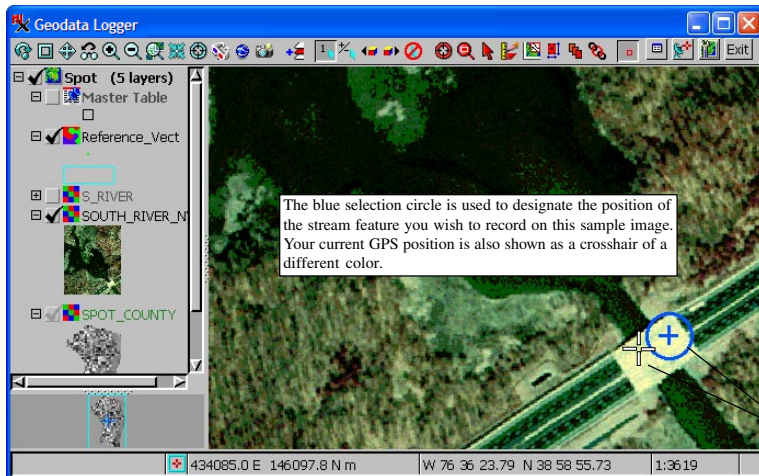 Geodata Logger
Exit
Spot (5 layers)
Master Table
Reference_Vect
S_RIVER
SOUTH_RIVER_N
SPOT_COUNTY
The blue selection circle is used to designate the position of
the stream feature you wish to record on this sample image.
Your current GPS position is also shown as a crosshair of a
different color.
434085.0 E 146097.8 N m
W 76 36 23.79 N 38 58 55.73
1:3619